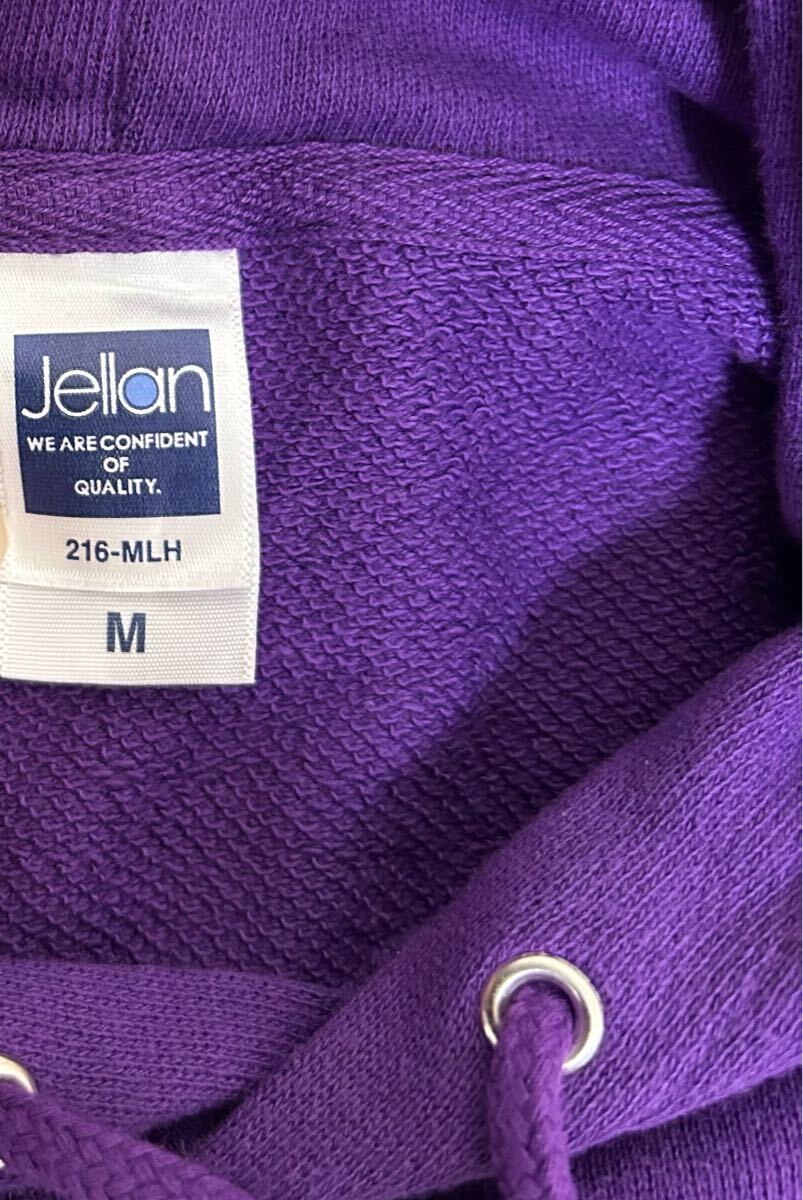 Jellan
WE ARE CONFIDENT
OF
QUALITY.
216-MLH
M